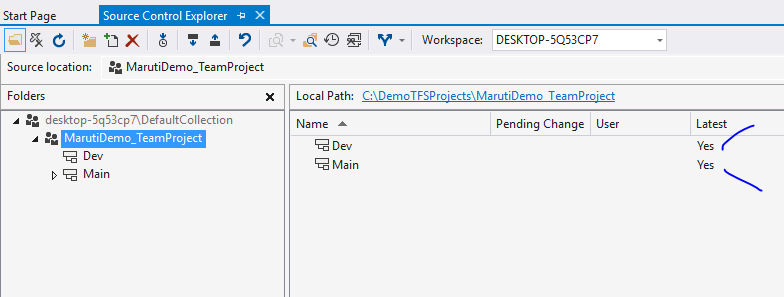 Start Page Source Control Explorer
Workspace: DESKTOP-5Q53CP7
Source location: MarutiDemo_TeamProject
Folders
Local Path: C:\DemoTFSProjects\MarutiDemo_TeamProject
desktop-5q53cp7\DefaultCollection
MarutiDemo_TeamProject
Dev
Main
Name Pending Change User Latest
Dev Yes
Main Yes